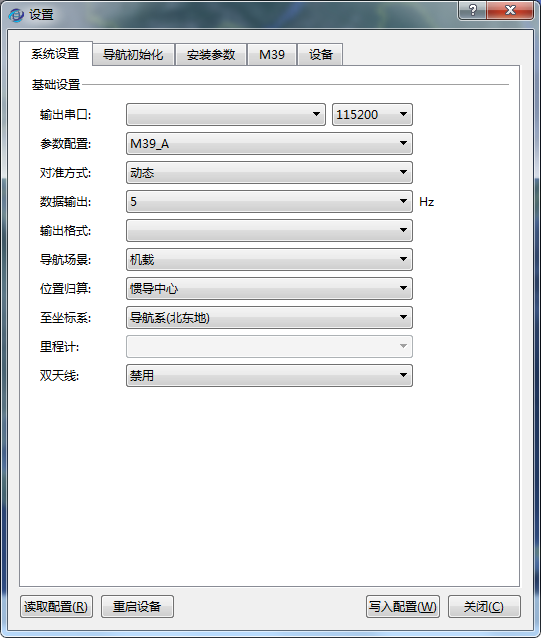 设置
系统设置 导航初始化 安装参数 M39 设备
基础设置
输出串口: 115200
参数配置: M39_A
对准方式: 动态
数据输出: 5 Hz
输出格式:
导航场景: 机载
位置归算: 惯导中心
至坐标系: 导航系(北东地)
里程计:
双天线: 禁用
读取配置(R) 重启设备 写入配置(W) 关闭(C)